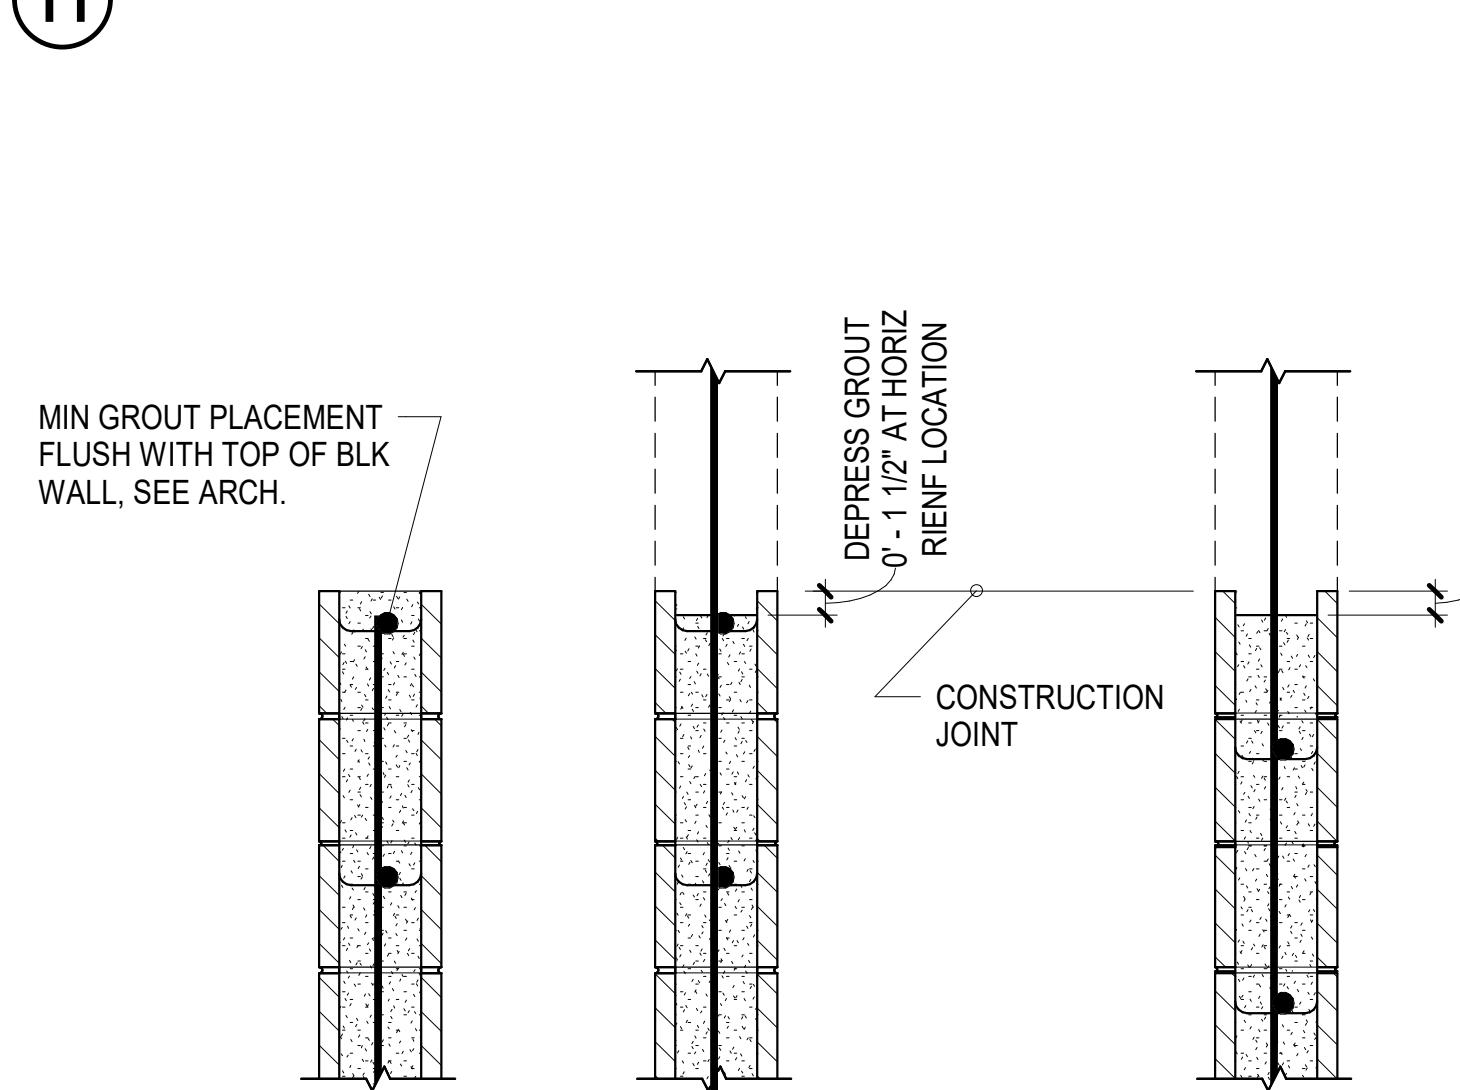 MIN GROUT PLACEMENT
FLUSH WITH TOP OF BLK
WALL, SEE ARCH.
DEPRESS GROUT
0' - 1 1/2" AT HORIZ
RIENF LOCATION
CONSTRUCTION
JOINT